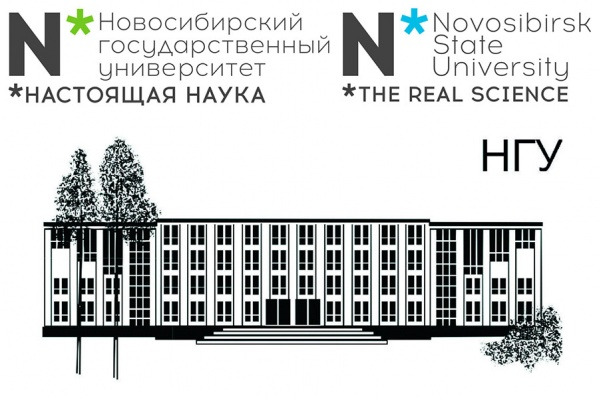 N*Новосибирский
государственный
университет
*НАСТОЯЩАЯ НАУКА
N*Novosibirsk
State
University
*THE REAL SCIENCE
НГУ